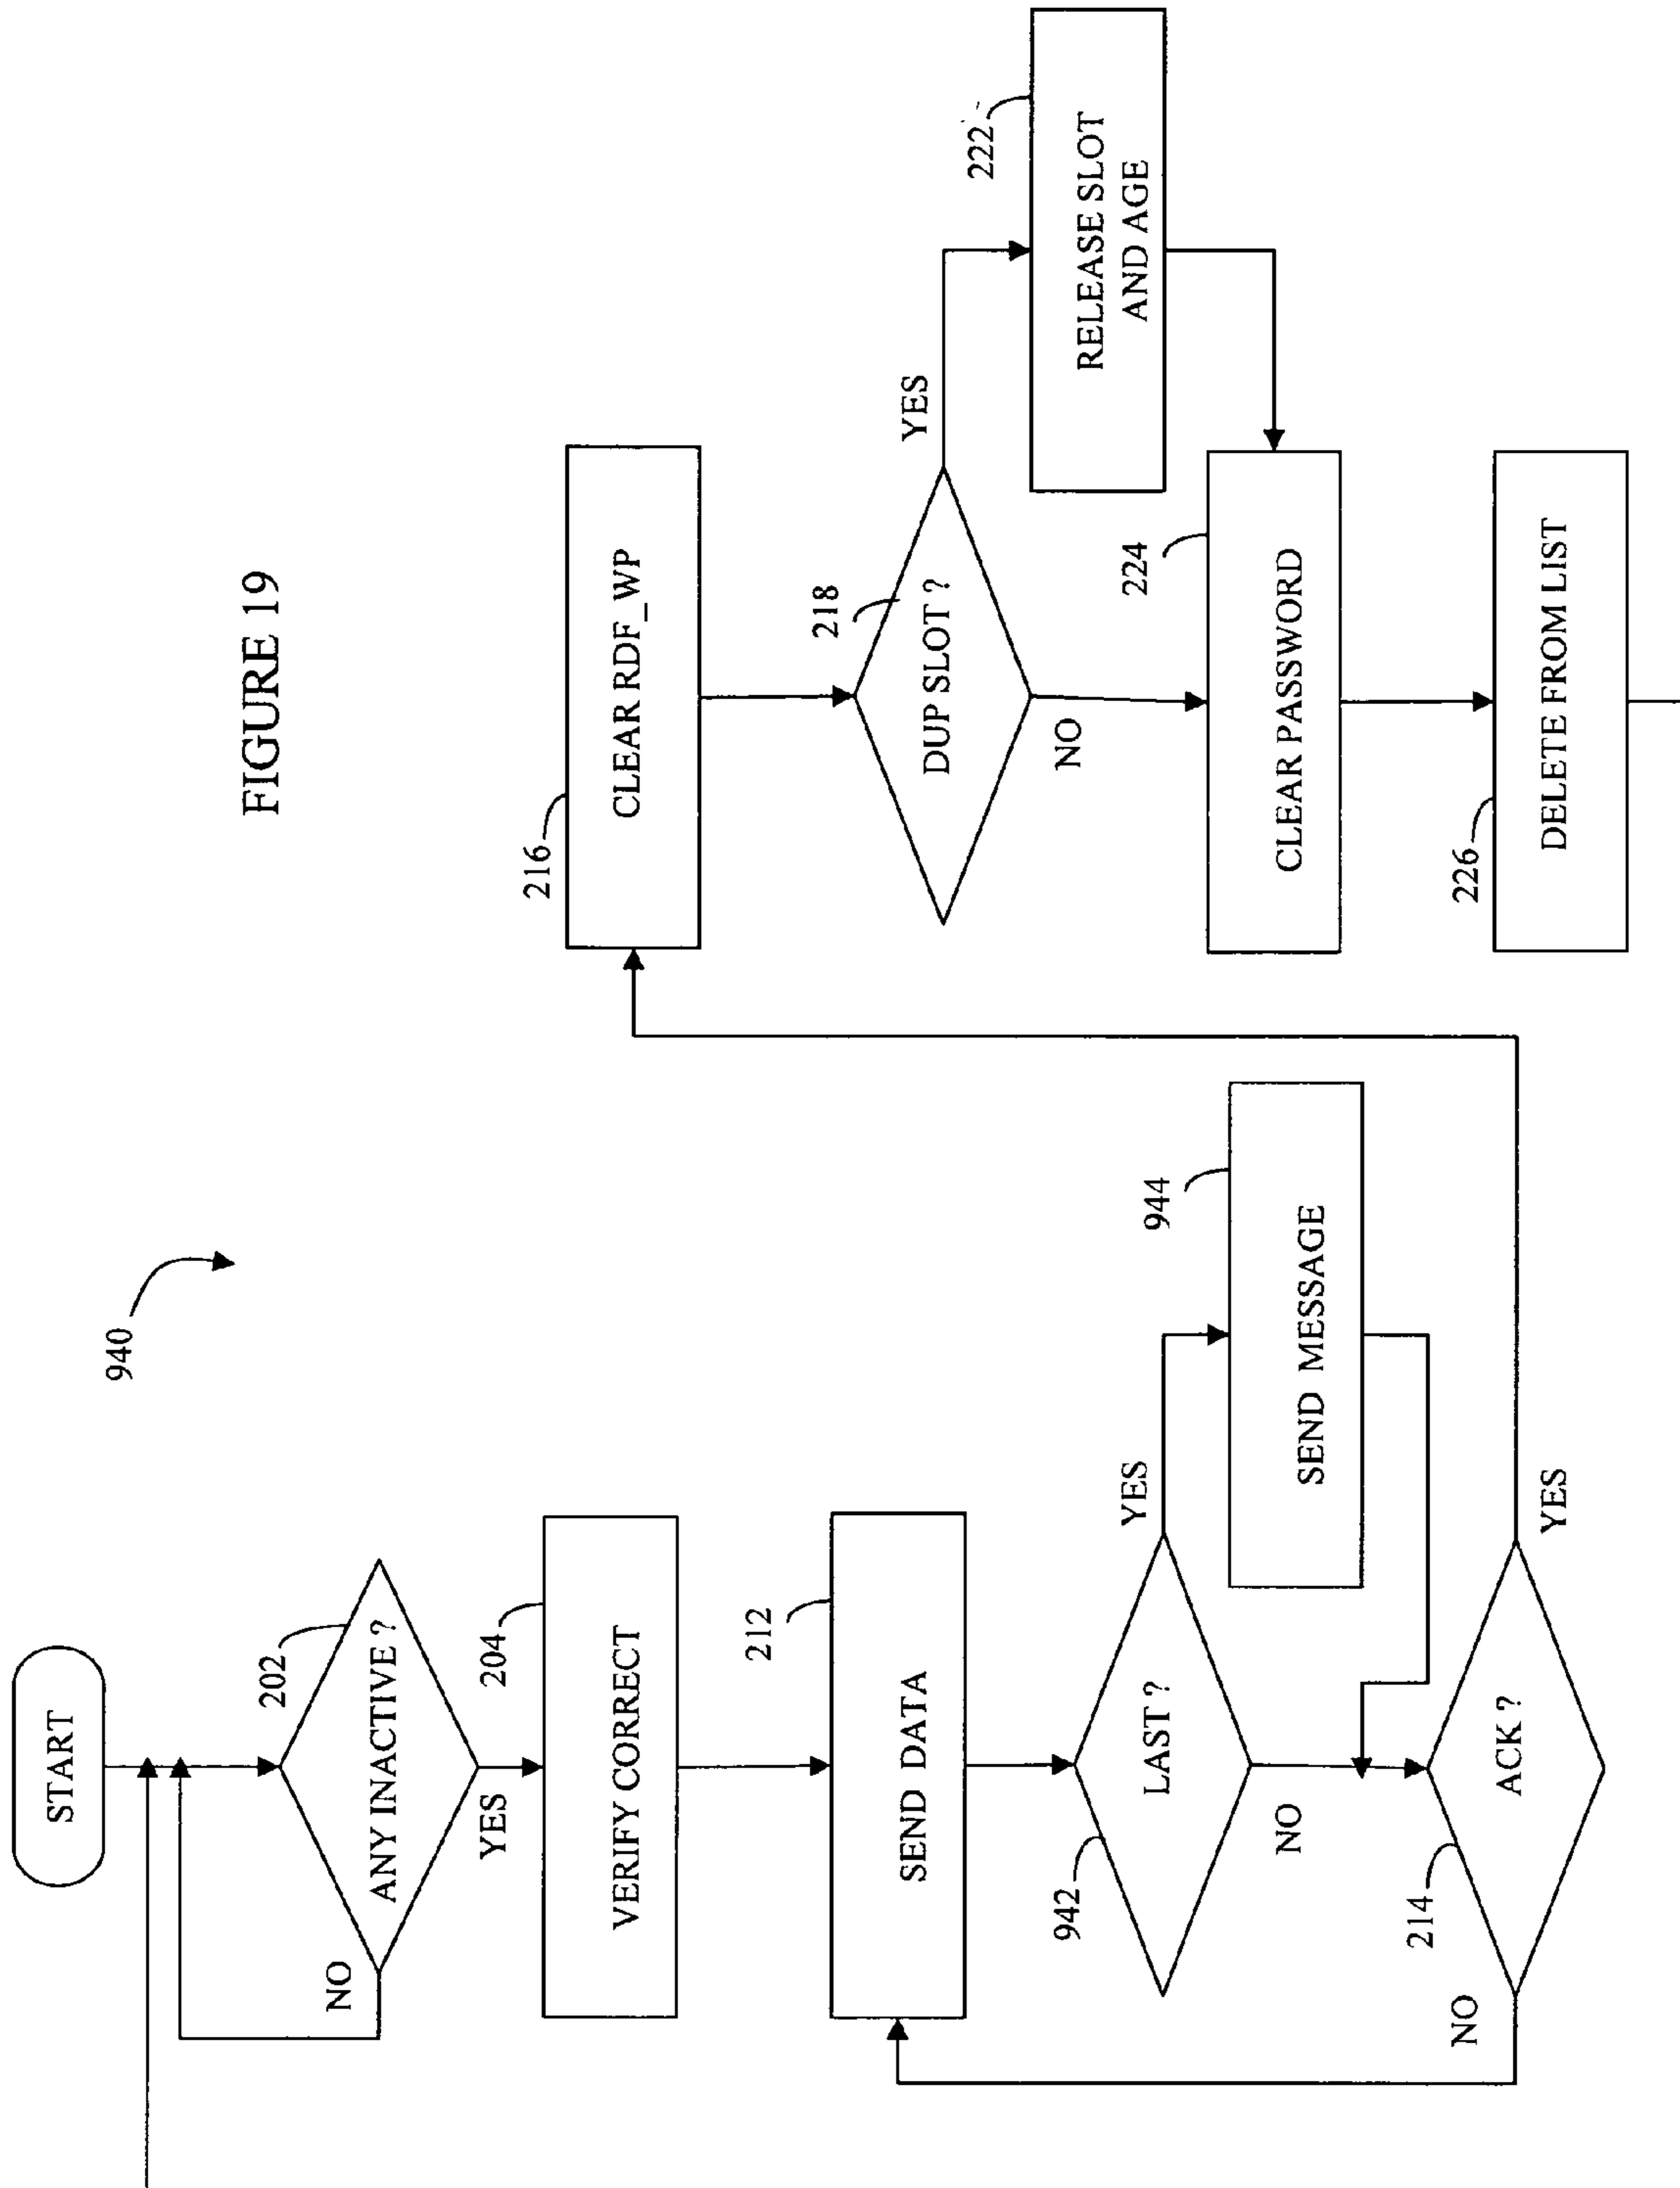 FIGURE 19
940
START
202
ANY INACTIVE ?
NO
YES
204
VERIFY CORRECT
212
SEND DATA
942
LAST ?
YES
NO
944
SEND MESSAGE
214
ACK ?
NO
YES
216
CLEAR RDF_WP
218
DUP SLOT ?
YES
NO
222
RELEASE SLOT
AND AGE
224
CLEAR PASSWORD
226
DELETE FROM LIST